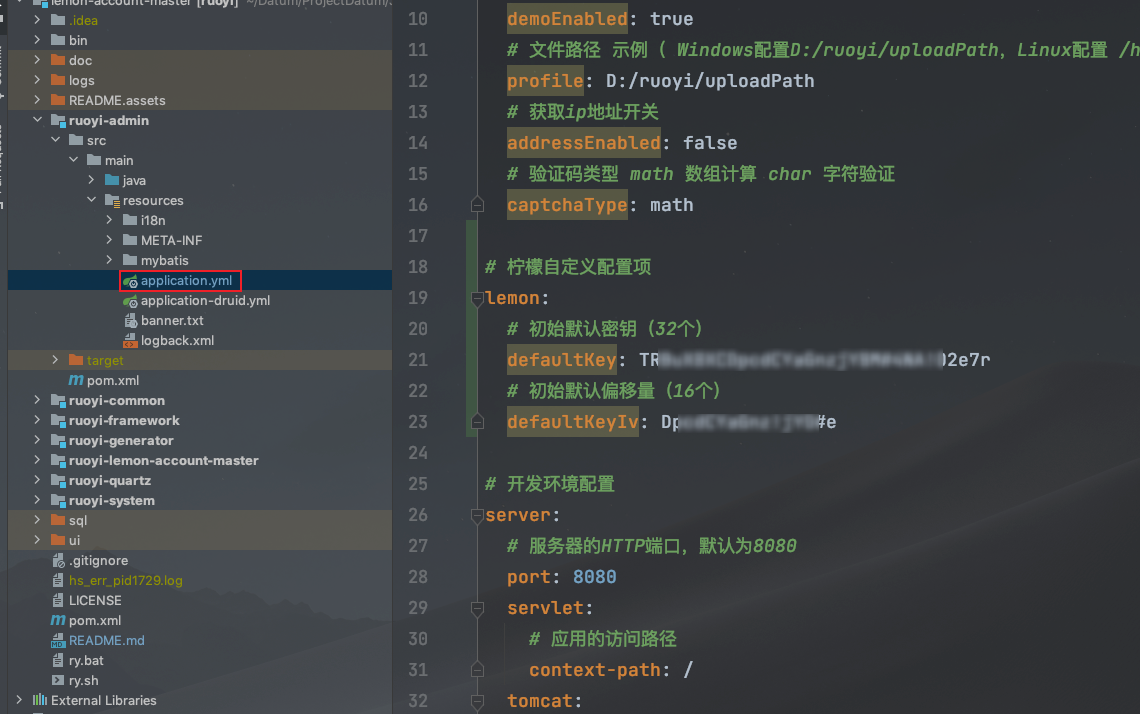 lemon-account-master [ruoyi]
.idea
bin
doc
logs
README.assets
ruoyi-admin
src
main
java
resources
i18n
META-INF
mybatis
application.yml
application-druid.yml
banner.txt
logback.xml
target
pom.xml
ruoyi-common
ruoyi-framework
ruoyi-generator
ruoyi-lemon-account-master
ruoyi-quartz
ruoyi-system
sql
ui
.gitignore
hs_err_pid1729.log
LICENSE
pom.xml
README.md
ry.bat
ry.sh
External Libraries
10 demoEnabled: true
11 # 文件路径 示例（ Windows配置D:/ruoyi/uploadPath，Linux配置 /h
12 profile: D:/ruoyi/uploadPath
13 # 获取ip地址开关
14 addressEnabled: false
15 # 验证码类型 math 数组计算 char 字符验证
16 captchaType: math
17
18 # 柠檬自定义配置项
19 lemon:
20 # 初始默认密钥（32个）
21 defaultKey:
22 # 初始默认偏移量（16个）
23 defaultKeyIv:
24
25 # 开发环境配置
26 server:
27 # 服务器的HTTP端口，默认为8080
28 port: 8080
29 servlet:
30 # 应用的访问路径
31 context-path: /
32 tomcat: